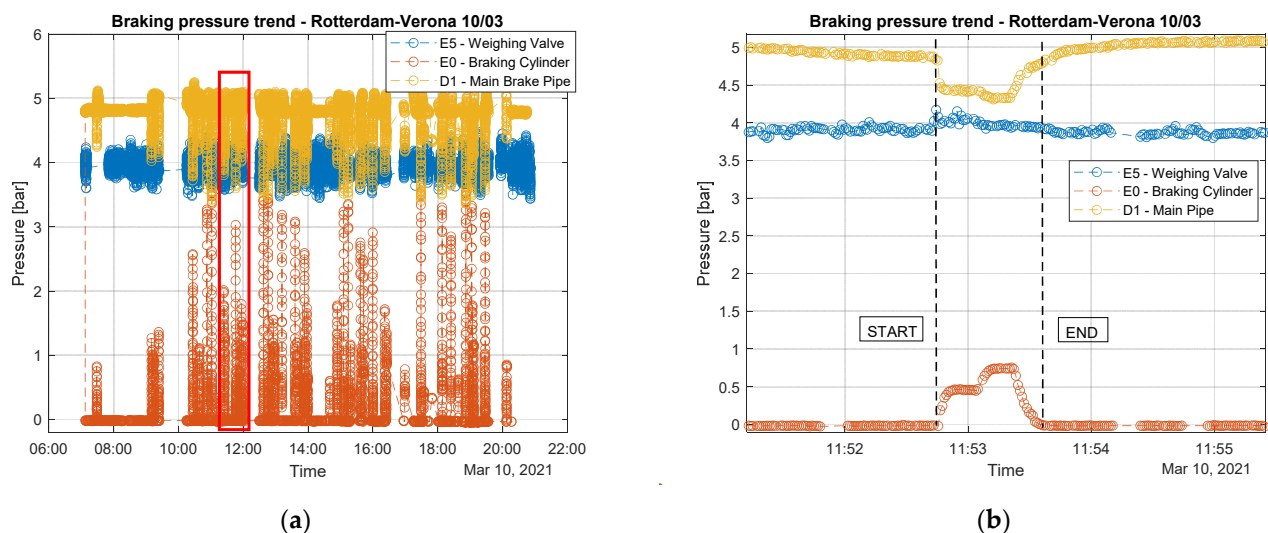 Braking pressure trend - Rotterdam-Verona 10/03
6
5
4
3
2
1
0
Pressure [bar]
E5 - Weighing Valve
E0 - Braking Cylinder
D1 - Main Brake Pipe
06:00 08:00 10:00 12:00 14:00 16:00 18:00 20:00 22:00
Time
Mar 10, 2021
(a)
Braking pressure trend - Rotterdam-Verona 10/03
5
4.5
4
3.5
3
2.5
2
1.5
1
0.5
0
Pressure [bar]
E5 - Weighing Valve
E0 - Braking Cylinder
D1 - Main Pipe
START
END
11:52 11:53 11:54 11:55
Time
Mar 10, 2021
(b)